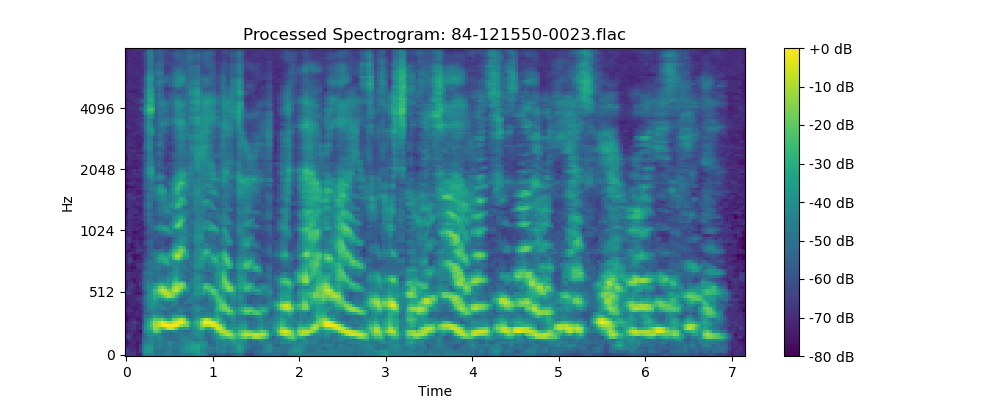 Processed Spectrogram: 84-121550-0023.flac
Hz
4096
2048
1024
512
0
0 1 2 3 4 5 6 7
Time
+0 dB
-10 dB
-20 dB
-30 dB
-40 dB
-50 dB
-60 dB
-70 dB
-80 dB